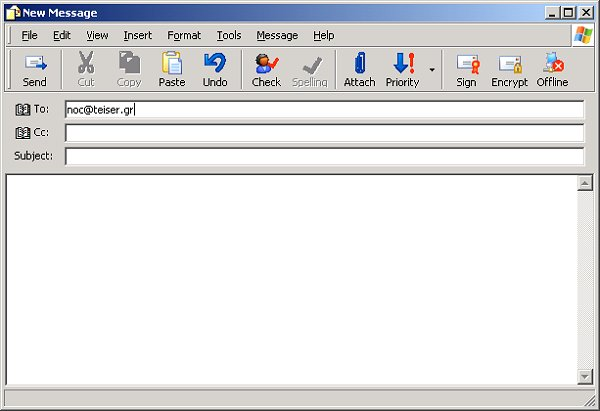 New Message
File Edit View Insert Format Tools Message Help
Send Cut Copy Paste Undo Check Spelling Attach Priority Sign Encrypt Offline
To: noc@teiser.gr
Cc:
Subject: